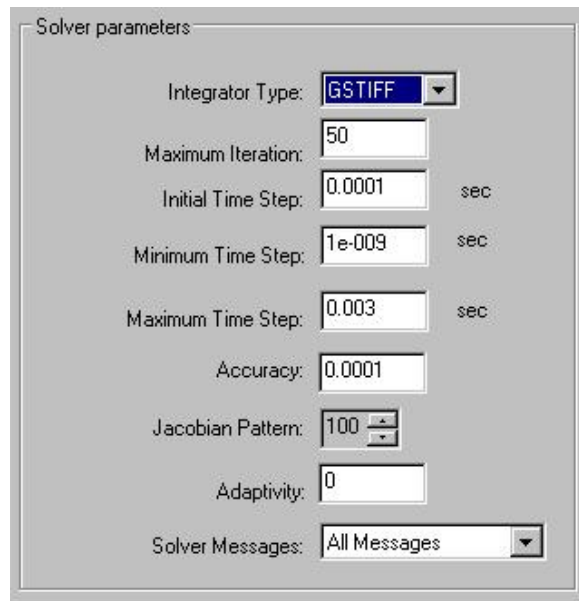 Solver parameters
Integrator Type: GSTIFF
Maximum Iteration: 50
Initial Time Step: 0.0001 sec
Minimum Time Step: 1e-009 sec
Maximum Time Step: 0.003 sec
Accuracy: 0.0001
Jacobian Pattern: 100
Adaptivity: 0
Solver Messages: All Messages